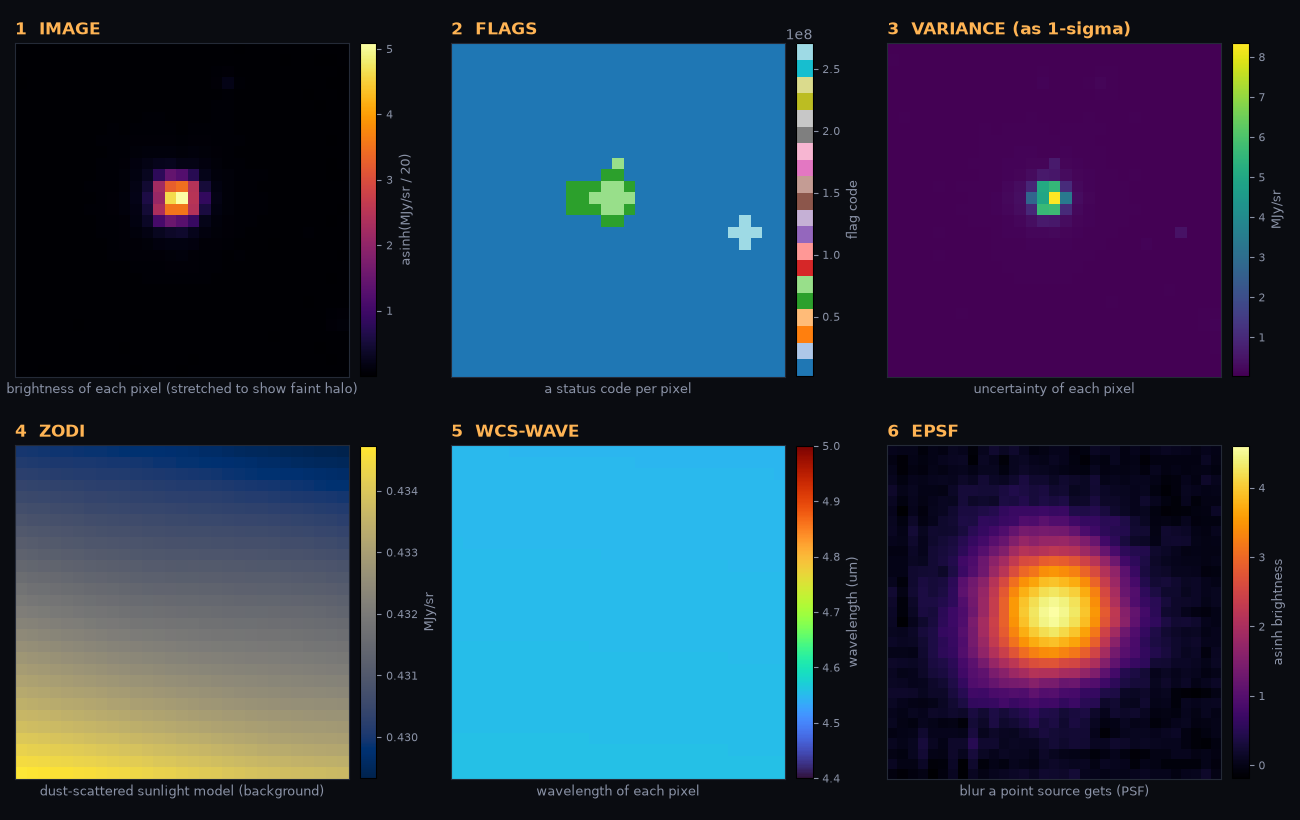 1 IMAGE
5
4
3
2
1
asinh(MJy/sr / 20)
brightness of each pixel (stretched to show faint halo)
2 FLAGS
1e8
2.5
2.0
1.5
1.0
0.5
flag code
a status code per pixel
3 VARIANCE (as 1-sigma)
8
7
6
5
4
3
2
1
MJy/sr
uncertainty of each pixel
4 ZODI
0.434
0.433
0.432
0.431
0.430
MJy/sr
dust-scattered sunlight model (background)
5 WCS-WAVE
5.0
4.9
4.8
4.7
4.6
4.5
4.4
wavelength (um)
wavelength of each pixel
6 EPSF
4
3
2
1
0
asinh brightness
blur a point source gets (PSF)